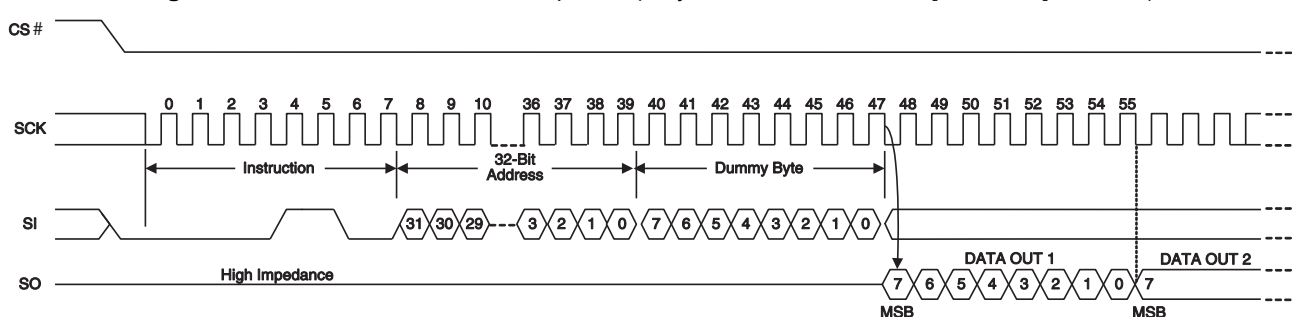 CS#
0 1 2 3 4 5 6 7 8 9 10 36 37 38 39 40 41 42 43 44 45 46 47 48 49 50 51 52 53 54 55
SCK
Instruction
32-Bit
Address
Dummy Byte
SI
31 30 29 3 2 1 0 7 6 5 4 3 2 1 0
DATA OUT 1
DATA OUT 2
High Impedance
SO
7 6 5 4 3 2 1 0 7
MSB
MSB